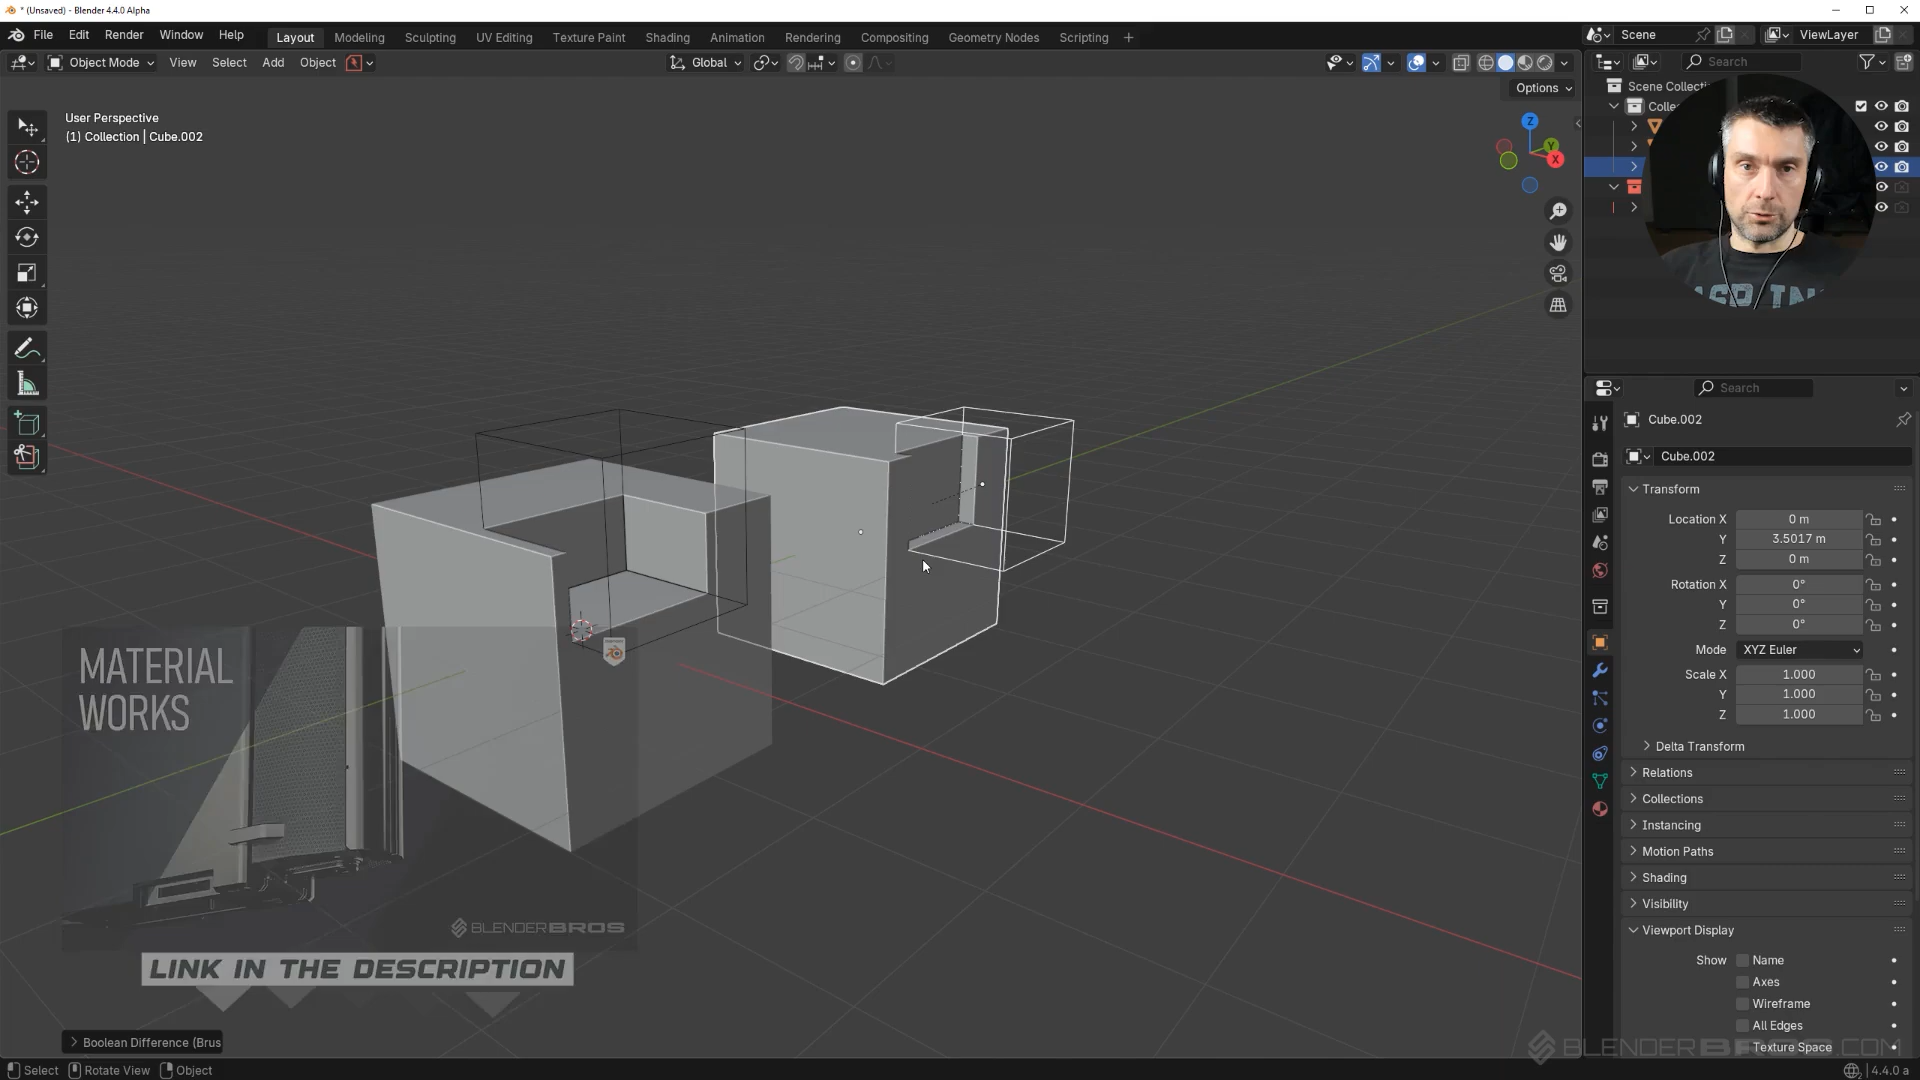 * (Unsaved) - Blender 4.4.0 Alpha
File Edit Render Window Help Layout Modeling Sculpting UV Editing Texture Paint Shading Animation Rendering Compositing Geometry Nodes Scripting Scene ViewLayer
Object Mode View Select Add Object Global Search
Options
User Perspective
(1) Collection | Cube.002
Z
Y
X
Scene Collecti
Colle
Search
Cube.002
Cube.002
Transform
Location X 0 m
Y 3.5017 m
Z 0 m
Rotation X 0°
Y 0°
Z 0°
Mode XYZ Euler
Scale X 1.000
Y 1.000
Z 1.000
Delta Transform
Relations
Collections
Instancing
Motion Paths
Shading
Visibility
Viewport Display
Show Name
Axes
Wireframe
All Edges
Texture Space
MATERIAL
WORKS
BLENDERBROS
LINK IN THE DESCRIPTION
Boolean Difference (Brus
BLENDERBROS.COM
Select Rotate View Object 4.4.0 a